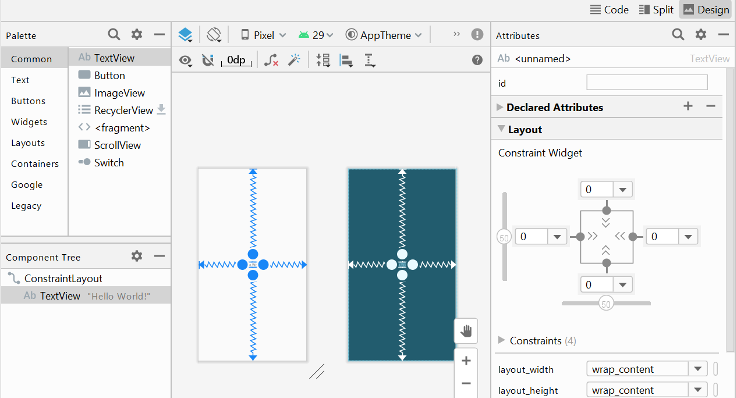 Code Split Design
Palette
Pixel 29 AppTheme >>
Attributes
Common
Text
Buttons
Widgets
Layouts
Containers
Google
Legacy
Ab TextView
Button
ImageView
RecyclerView
<> <fragment>
ScrollView
Switch
0dp
Ab <unnamed> TextView
id
Declared Attributes
Layout
Constraint Widget
0
50 0 0
0
50
Constraints (4)
layout_width wrap_content
layout_height wrap_content
Component Tree
ConstraintLayout
Ab TextView "Hello World!"